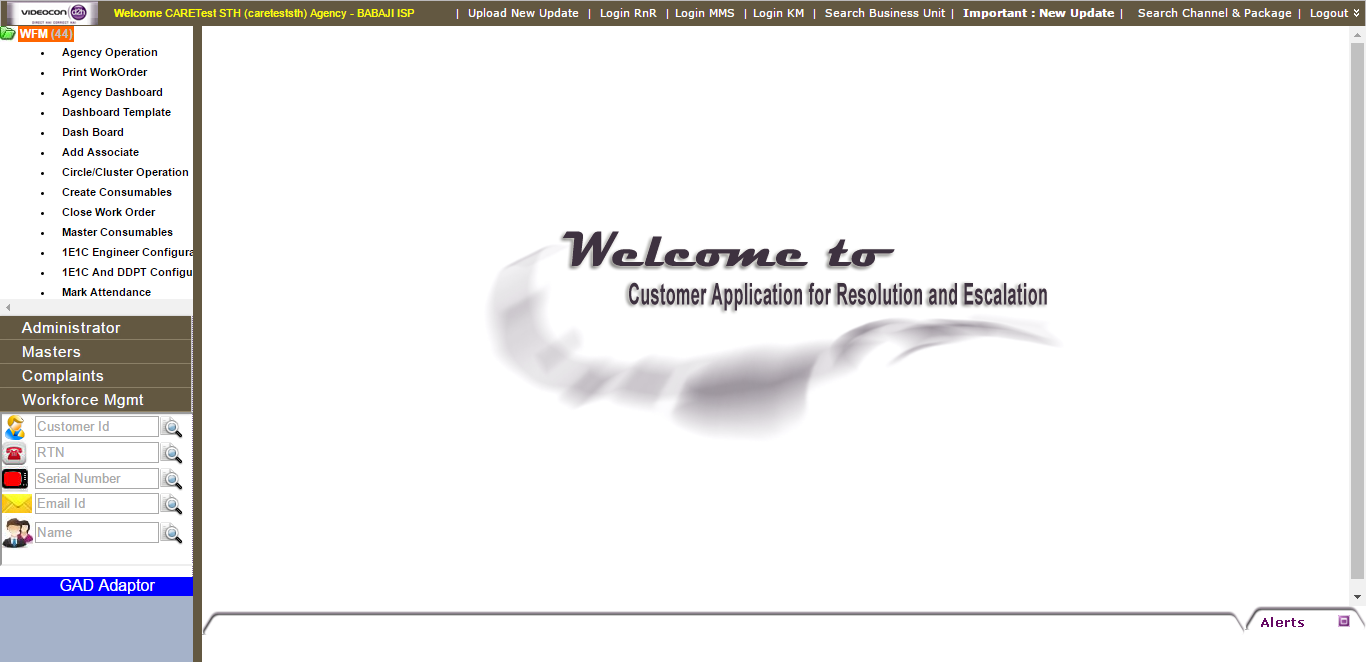 VIDEOCON d2h
DIRECT HAI CORRECT HAI
Welcome CARETest STH (careteststh) Agency - BABAJI ISP
| Upload New Update | Login RnR | Login MMS | Login KM | Search Business Unit | Important : New Update | Search Channel & Package | Logout
WFM (44)
• Agency Operation
• Print WorkOrder
• Agency Dashboard
• Dashboard Template
• Dash Board
• Add Associate
• Circle/Cluster Operation
• Create Consumables
• Close Work Order
• Master Consumables
• 1E1C Engineer Configura
• 1E1C And DDPT Configu
• Mark Attendance
Administrator
Masters
Complaints
Workforce Mgmt
Customer Id
RTN
Serial Number
Email Id
Name
GAD Adaptor
Welcome to
Customer Application for Resolution and Escalation
Alerts